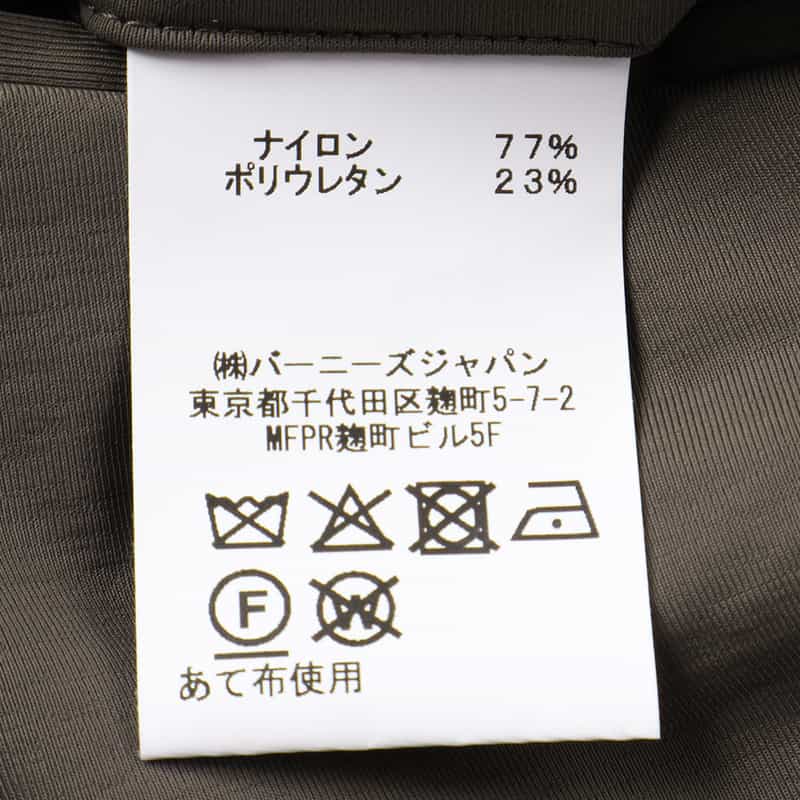 ナイロン 77%
ポリウレタン 23%
㈱バーニーズジャパン
東京都千代田区麹町5-7-2
MFPR麹町ビル5F
F W
あて布使用